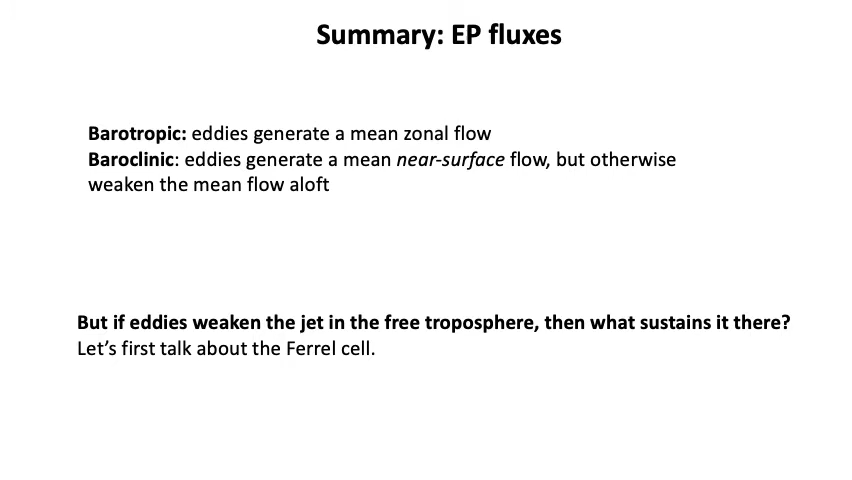 Summary: EP fluxes
Barotropic: eddies generate a mean zonal flow
Baroclinic: eddies generate a mean near-surface flow, but otherwise
weaken the mean flow aloft
But if eddies weaken the jet in the free troposphere, then what sustains it there?
Let’s first talk about the Ferrel cell.